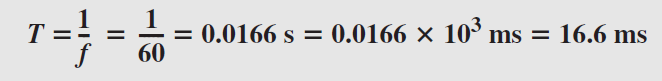 T = 1/f = 1/60 = 0.0166 s = 0.0166 × 10³ ms = 16.6 ms